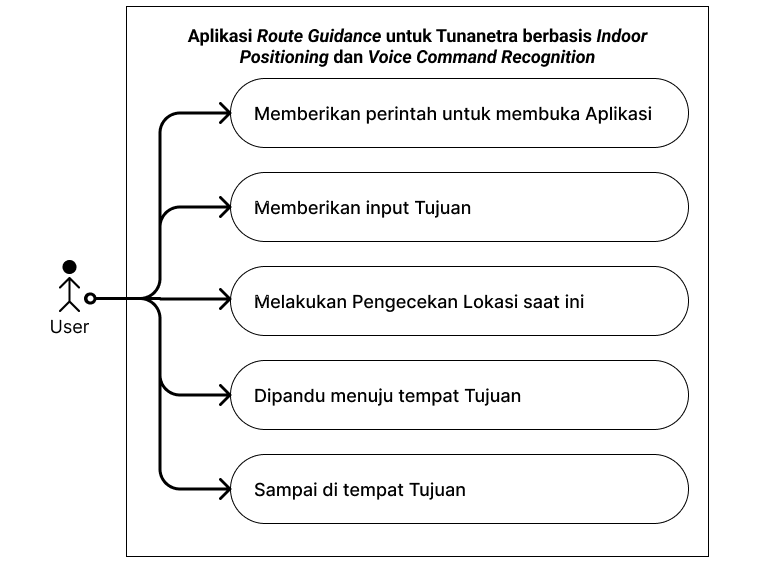 Aplikasi Route Guidance untuk Tunanetra berbasis Indoor
Positioning dan Voice Command Recognition
Memberikan perintah untuk membuka Aplikasi
Memberikan input Tujuan
Melakukan Pengecekan Lokasi saat ini
User
Dipandu menuju tempat Tujuan
Sampai di tempat Tujuan